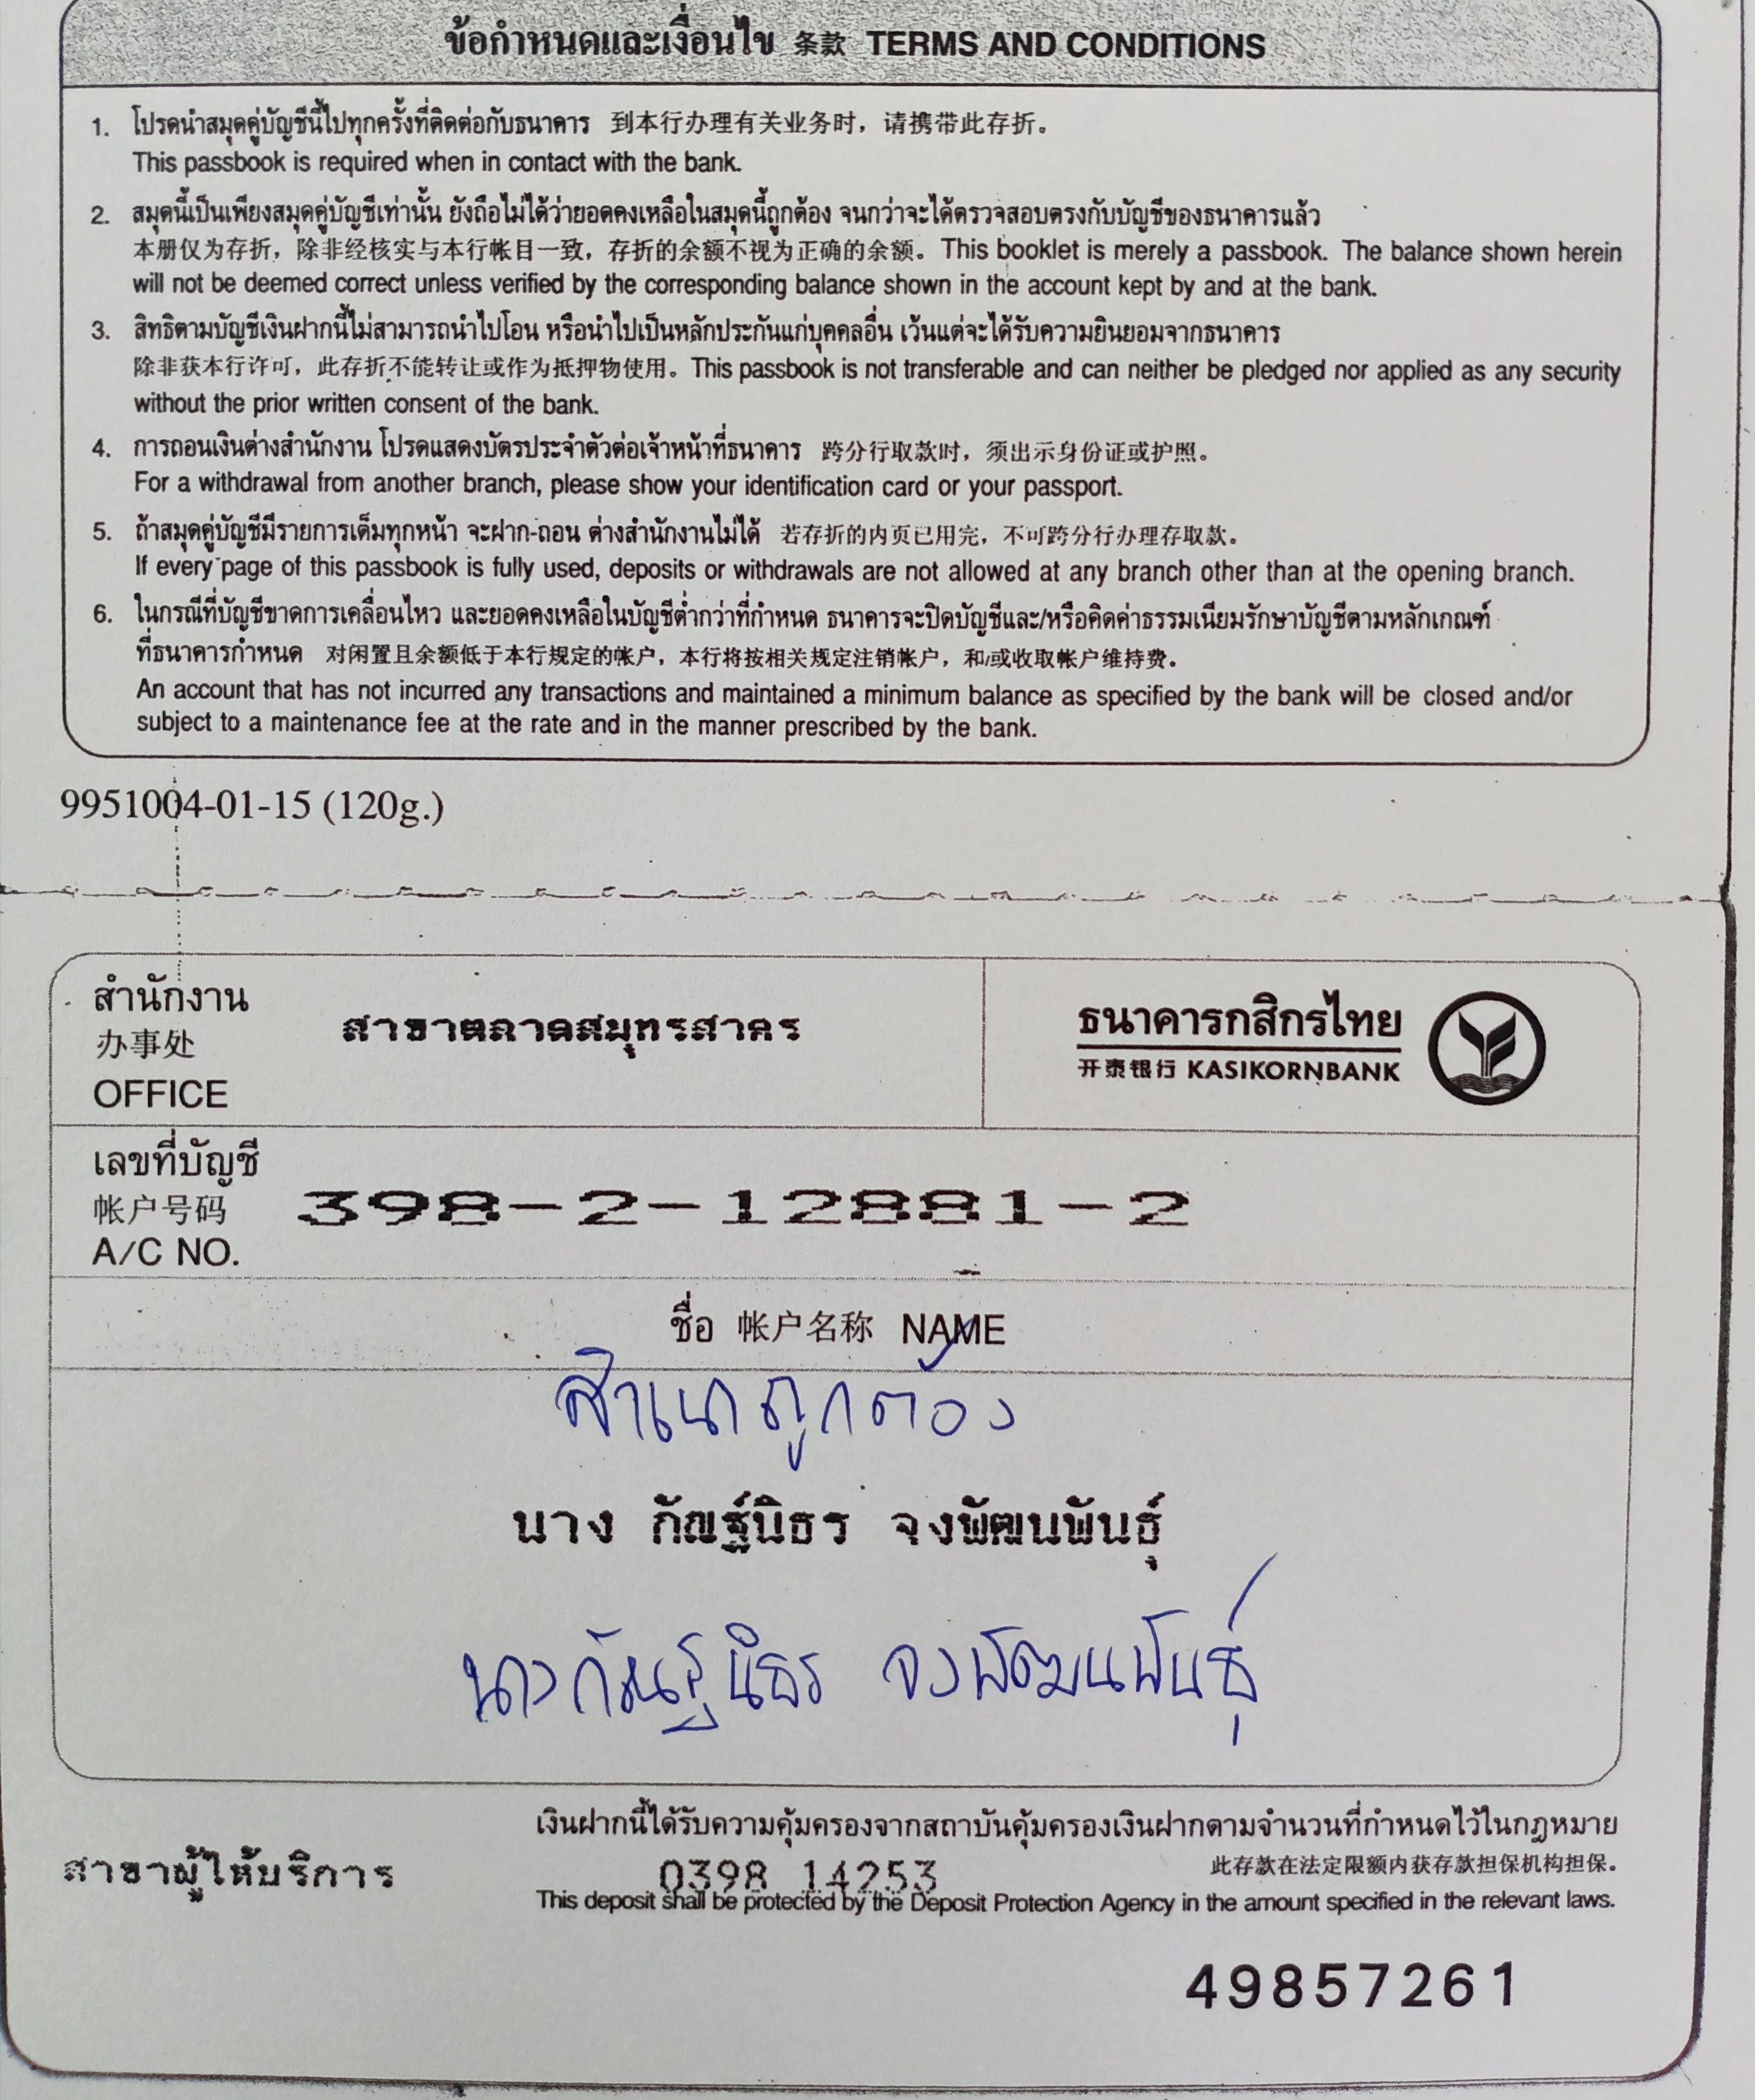 ข้อกำหนดและเงื่อนไข 条款 TERMS AND CONDITIONS
1. โปรดนำสมุดคู่บัญชีนี้ไปทุกครั้งที่ติดต่อกับธนาคาร 到本行办理有关业务时，请携带此存折。
This passbook is required when in contact with the bank.
2. สมุดนี้เป็นเพียงสมุดคู่บัญชีเท่านั้น ยังถือไม่ได้ว่ายอดคงเหลือในสมุดนี้ถูกต้อง จนกว่าจะได้ตรวจสอบตรงกับบัญชีของธนาคารแล้ว
本册仅为存折，除非经核实与本行帐目一致，存折的余额不视为正确的余额。This booklet is merely a passbook. The balance shown herein
will not be deemed correct unless verified by the corresponding balance shown in the account kept by and at the bank.
3. สิทธิตามบัญชีเงินฝากนี้ไม่สามารถนำไปโอน หรือนำไปเป็นหลักประกันแก่บุคคลอื่น เว้นแต่จะได้รับความยินยอมจากธนาคาร
除非获本行许可，此存折不能转让或作为抵押物使用。This passbook is not transferable and can neither be pledged nor applied as any security
without the prior written consent of the bank.
4. การถอนเงินต่างสำนักงาน โปรดแสดงบัตรประจำตัวต่อเจ้าหน้าที่ธนาคาร 跨分行取款时，须出示身份证或护照。
For a withdrawal from another branch, please show your identification card or your passport.
5. ถ้าสมุดคู่บัญชีมีรายการเต็มทุกหน้า จะฝาก-ถอน ต่างสำนักงานไม่ได้ 若存折的内页已用完，不可跨分行办理存取款。
If every page of this passbook is fully used, deposits or withdrawals are not allowed at any branch other than at the opening branch.
6. ในกรณีที่บัญชีขาดการเคลื่อนไหว และยอดคงเหลือในบัญชีต่ำกว่าที่กำหนด ธนาคารจะปิดบัญชีและ/หรือคิดค่าธรรมเนียมรักษาบัญชีตามหลักเกณฑ์
ที่ธนาคารกำหนด 对闲置且余额低于本行规定的帐户，本行将按相关规定注销帐户，和/或收取帐户维持费。
An account that has not incurred any transactions and maintained a minimum balance as specified by the bank will be closed and/or
subject to a maintenance fee at the rate and in the manner prescribed by the bank.
9951004-01-15 (120g.)
สำนักงาน
办事处
OFFICE
สาขาตลาดสมุทรสาคร
ธนาคารกสิกรไทย
开泰银行 KASIKORNBANK
เลขที่บัญชี
帐户号码
A/C NO.
398-2-12881-2
ชื่อ 帐户名称 NAME
สำเนาถูกต้อง
นาง กัณฐ์นิธร จงพัฒนพันธุ์
นางกัณฐ์นิธร จงพัฒนพันธุ์
เงินฝากนี้ได้รับความคุ้มครองจากสถาบันคุ้มครองเงินฝากตามจำนวนที่กำหนดไว้ในกฎหมาย
สาขาผู้ให้บริการ 0398 14253 此存款在法定限额内获存款担保机构担保。
This deposit shall be protected by the Deposit Protection Agency in the amount specified in the relevant laws.
49857261